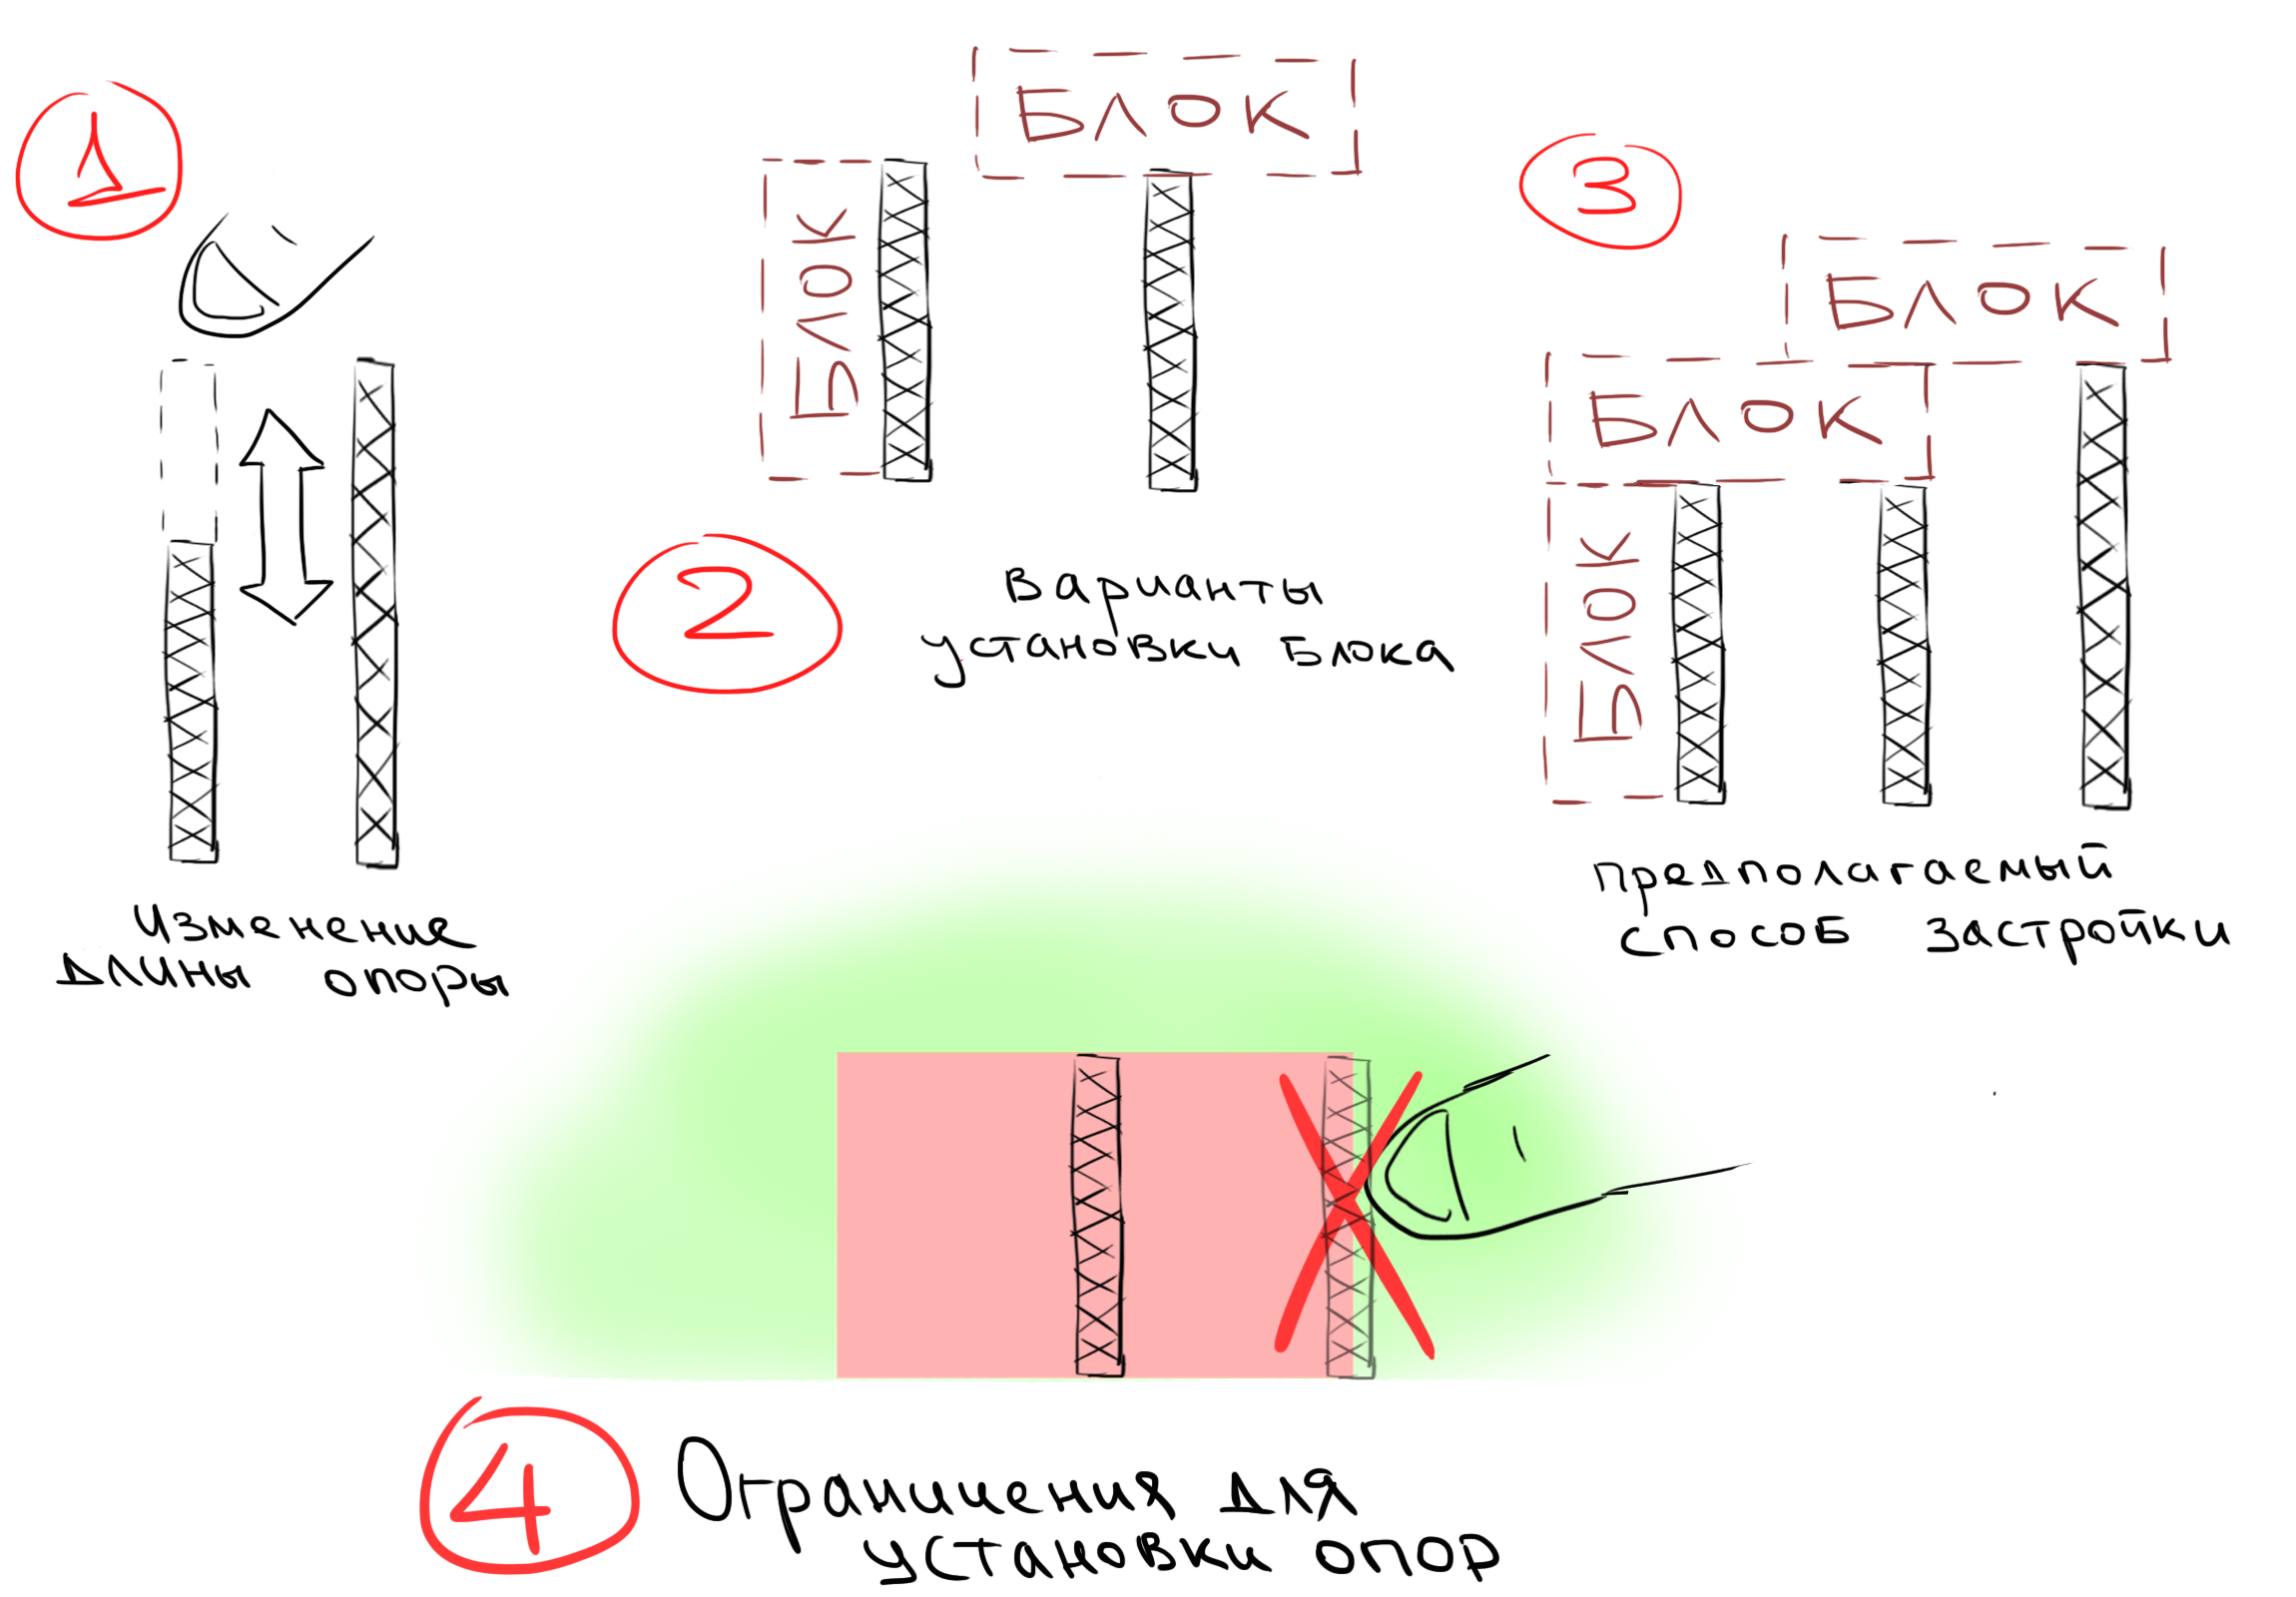 1
Изменение
длины опоры
БЛОК
БЛОК
2
Варианты
установки блока
3
БЛОК
БЛОК
БЛОК
предполагаемый
способ застройки
4
Ограничения для
установки опор